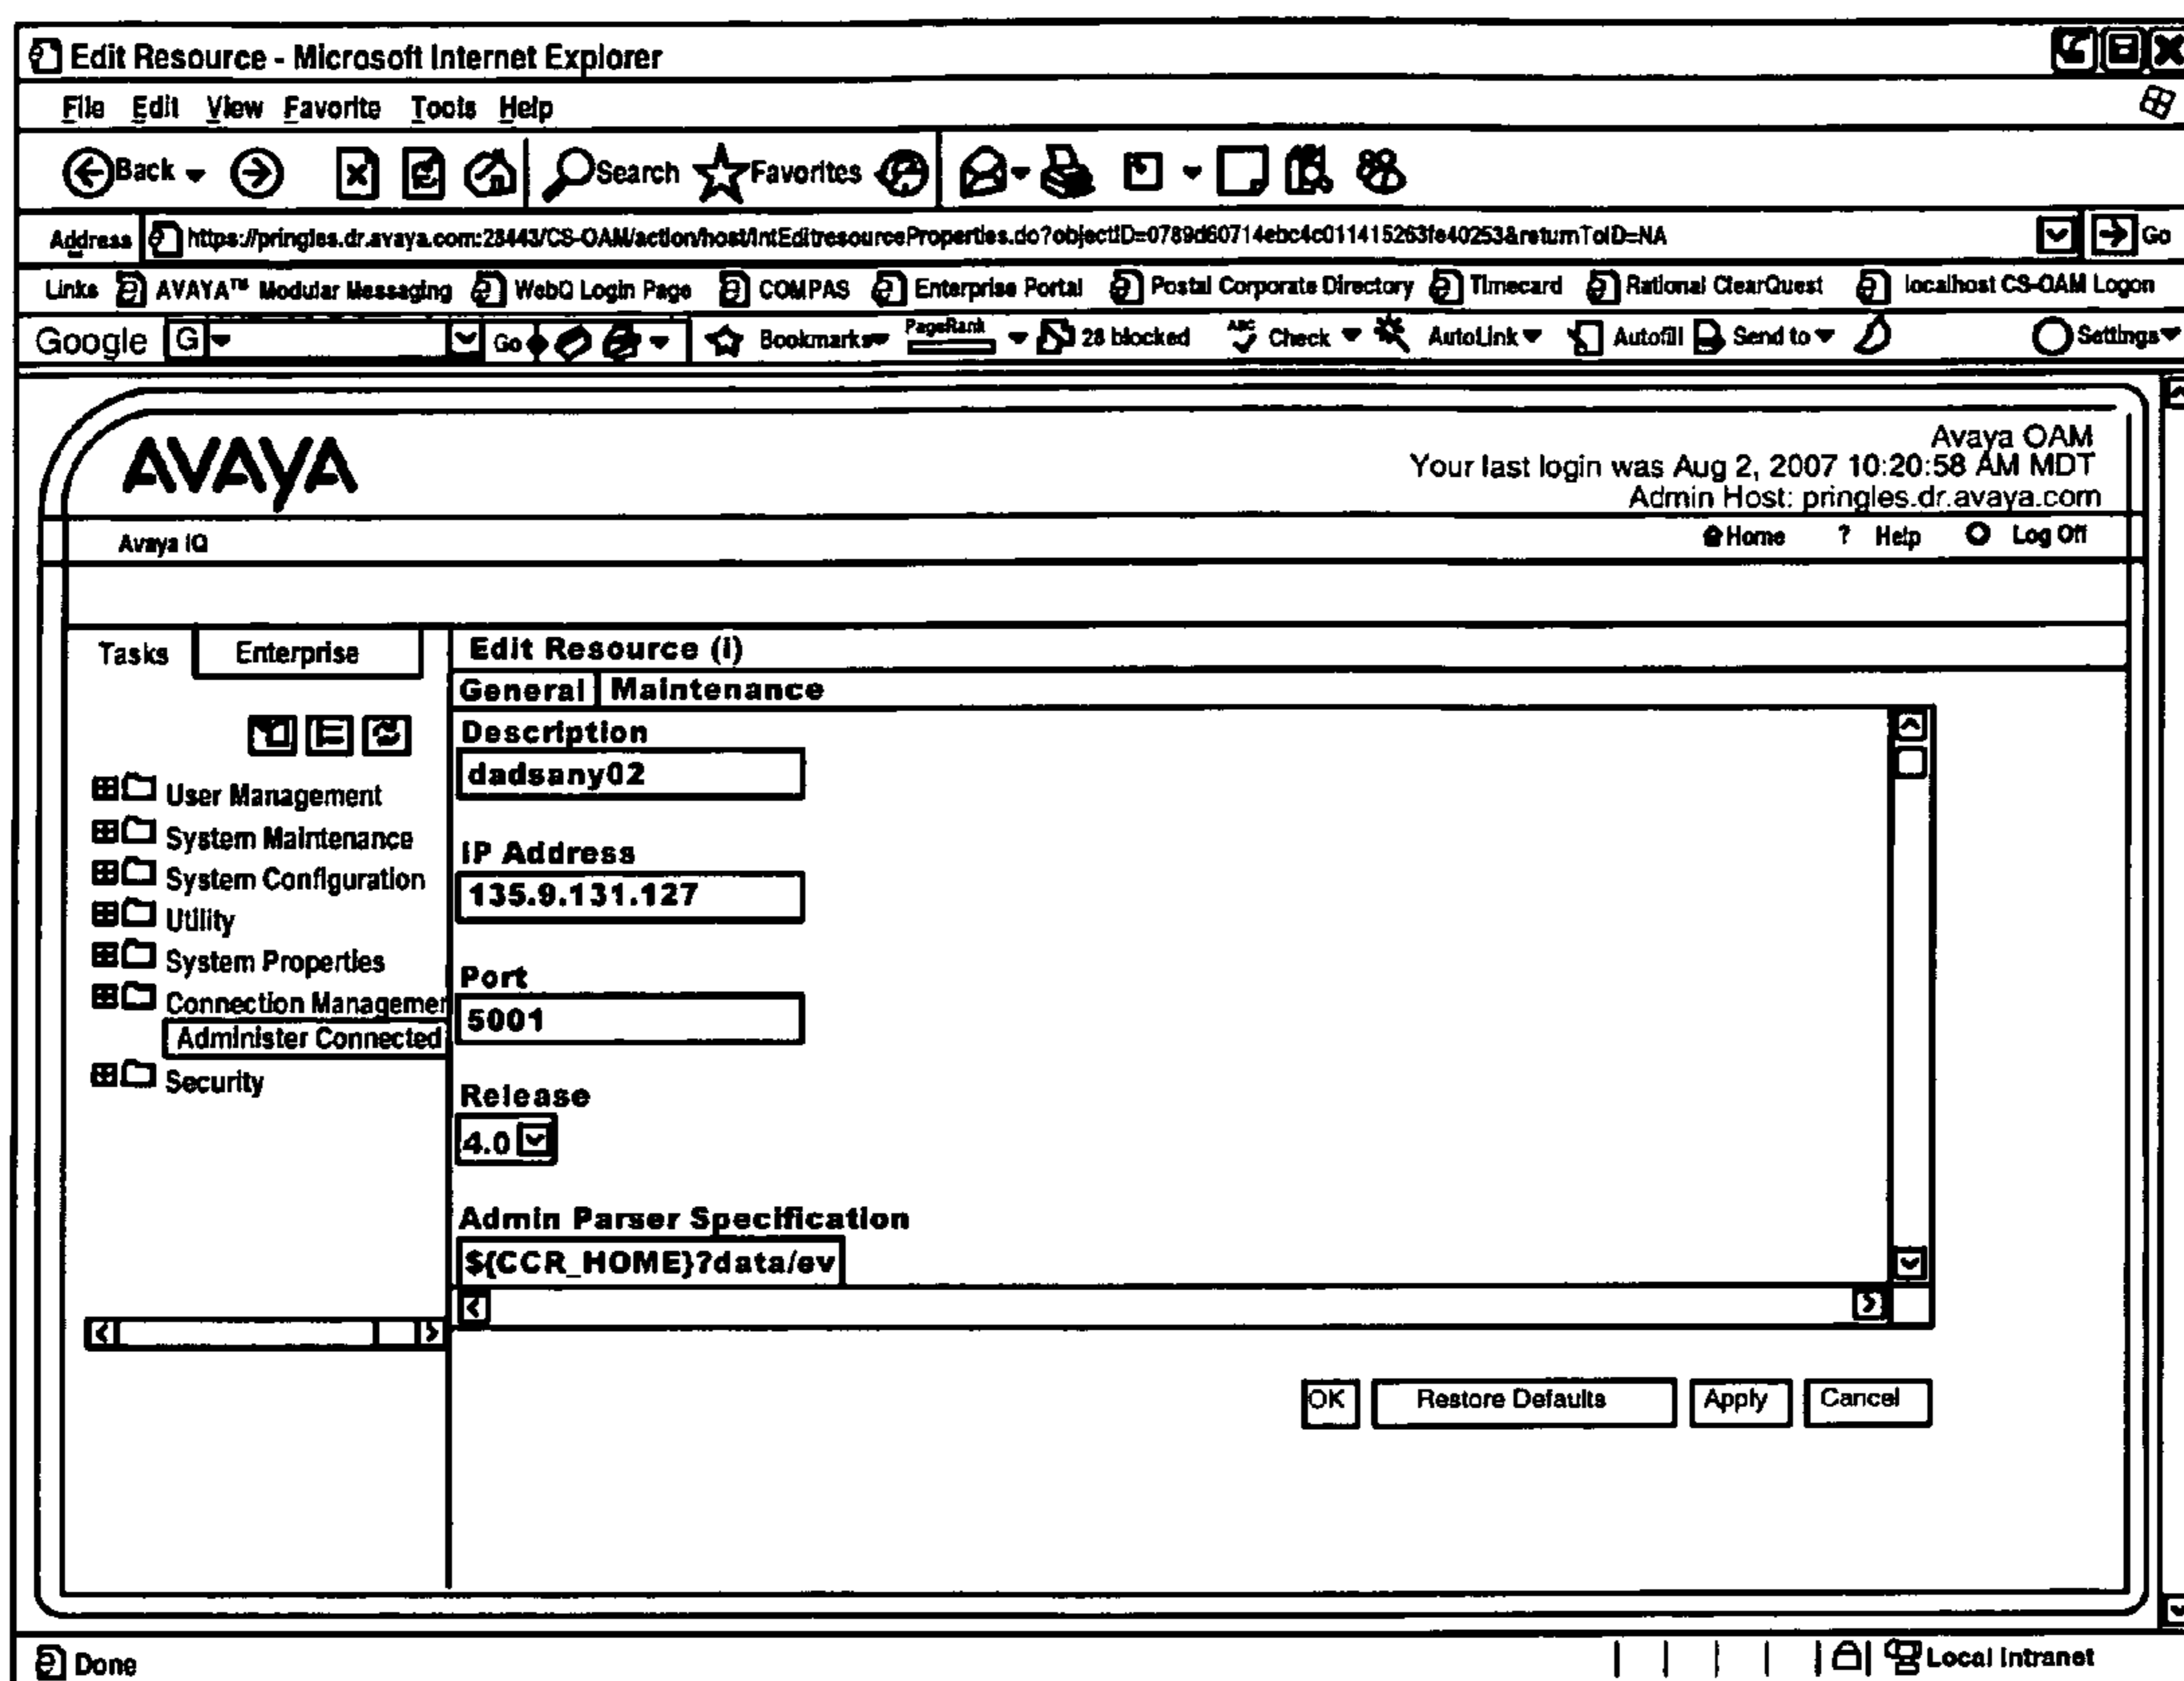 Edit Resource - Microsoft Internet Explorer
File Edit View Favorite Tools Help
Back Search Favorites
Address https://pringles.dr.avaya.com:28443/CS-OAM/action/host/IntEditresourceProperties.do?objectID=0789d60714ebc4c011415263fe40253&returnToID=NA Go
Links AVAYA™ Modular Messaging WebQ Login Page COMPAS Enterprise Portal Postal Corporate Directory Timecard Rational ClearQuest localhost CS-OAM Logon
Google G Go Bookmarks PageRank 28 blocked ABC Check AutoLink Autofill Send to Settings
AVAYA
Avaya OAM
Your last login was Aug 2, 2007 10:20:58 AM MDT
Admin Host: pringles.dr.avaya.com
Avaya IQ Home ? Help Log Off
Tasks Enterprise
User Management
System Maintenance
System Configuration
Utility
System Properties
Connection Managemer
Administer Connected
Security
Edit Resource (i)
General Maintenance
Description
dadsany02
IP Address
135.9.131.127
Port
5001
Release
4.0
Admin Parser Specification
${CCR_HOME}?data/ev
OK Restore Defaults Apply Cancel
Done Local Intranet